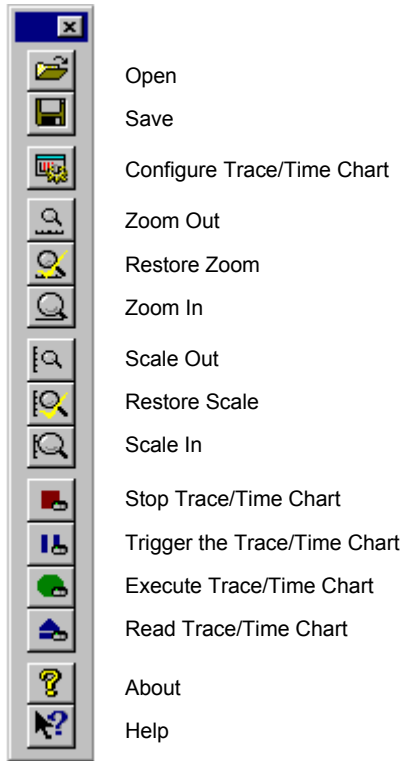 Open
Save
Configure Trace/Time Chart
Zoom Out
Restore Zoom
Zoom In
Scale Out
Restore Scale
Scale In
Stop Trace/Time Chart
Trigger the Trace/Time Chart
Execute Trace/Time Chart
Read Trace/Time Chart
About
Help